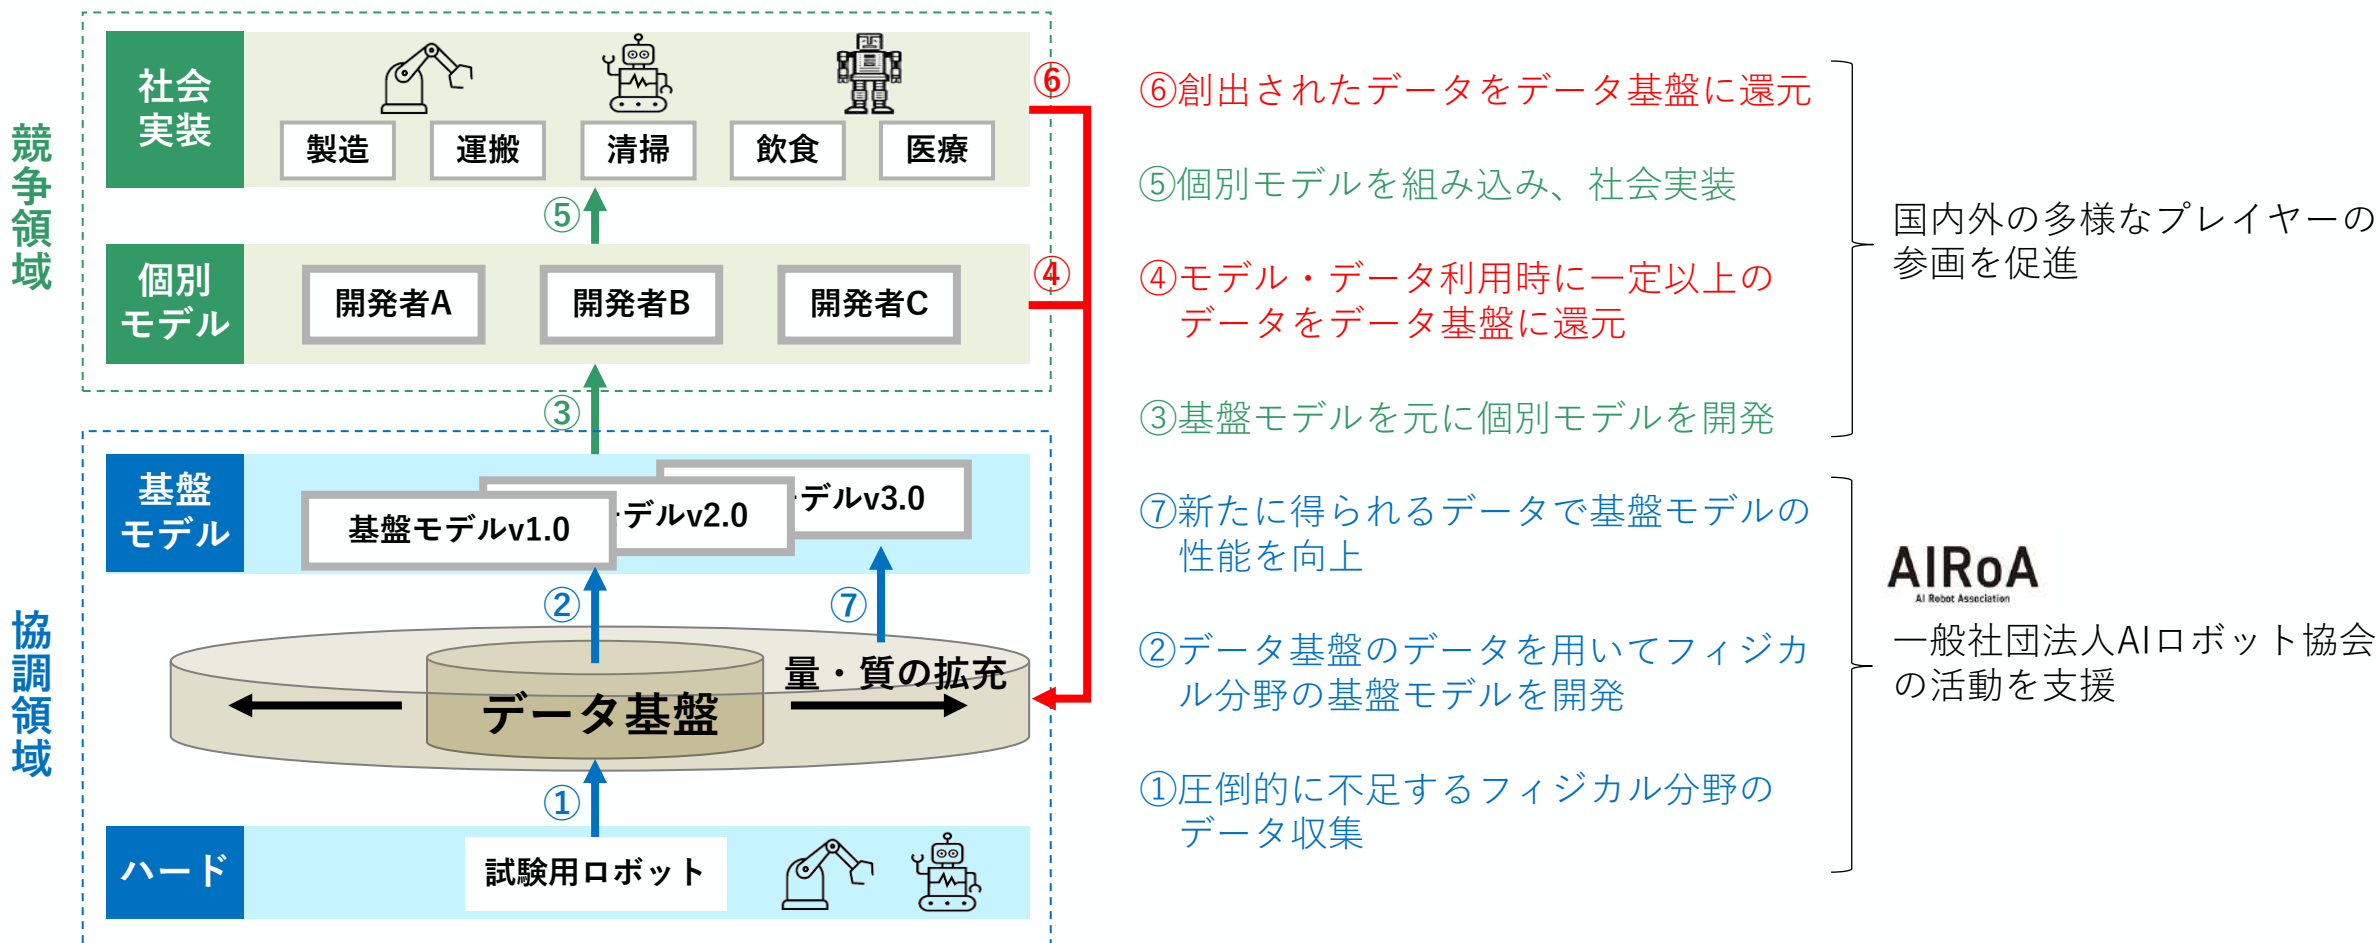 競争領域
社会
実装
製造
運搬
清掃
飲食
医療
⑥
⑤
個別
モデル
開発者A
開発者B
開発者C
④
③
協調領域
基盤
モデル
基盤モデルv1.0
デルv2.0
デルv3.0
②
⑦
量・質の拡充
データ基盤
①
ハード
試験用ロボット
⑥創出されたデータをデータ基盤に還元
⑤個別モデルを組み込み、社会実装
④モデル・データ利用時に一定以上の
データをデータ基盤に還元
③基盤モデルを元に個別モデルを開発
国内外の多様なプレイヤーの
参画を促進
⑦新たに得られるデータで基盤モデルの
性能を向上
②データ基盤のデータを用いてフィジカ
ル分野の基盤モデルを開発
①圧倒的に不足するフィジカル分野の
データ収集
AIRoA
AI Robot Association
一般社団法人AIロボット協会
の活動を支援